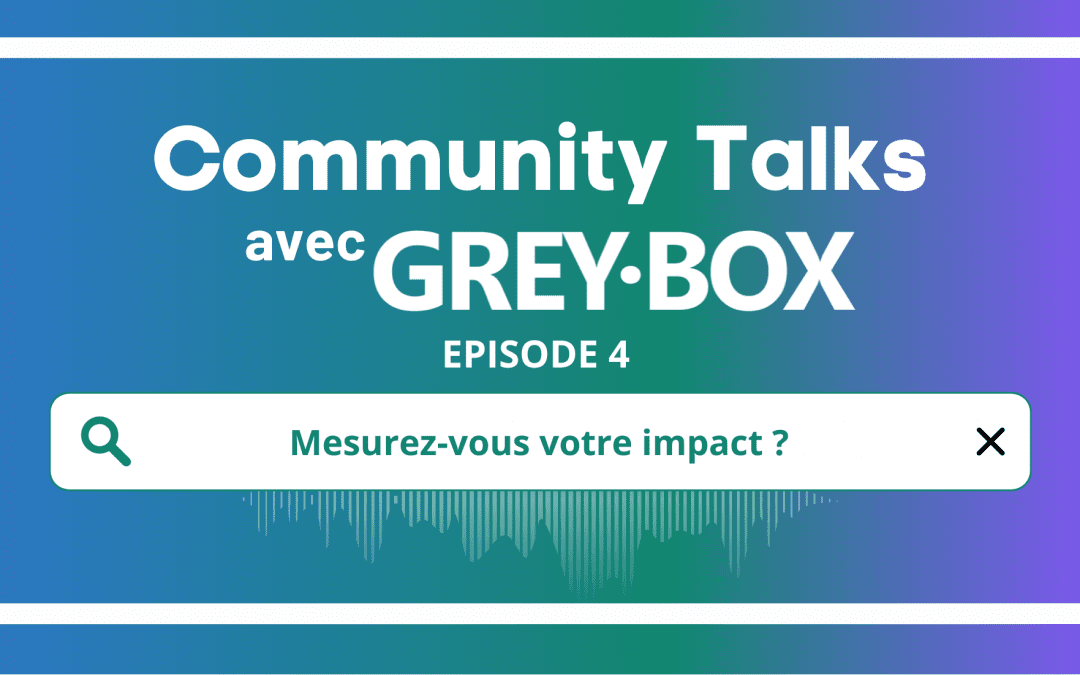 Community Talks
avec GREY·BOX
EPISODE 4
Mesurez-vous votre impact ?